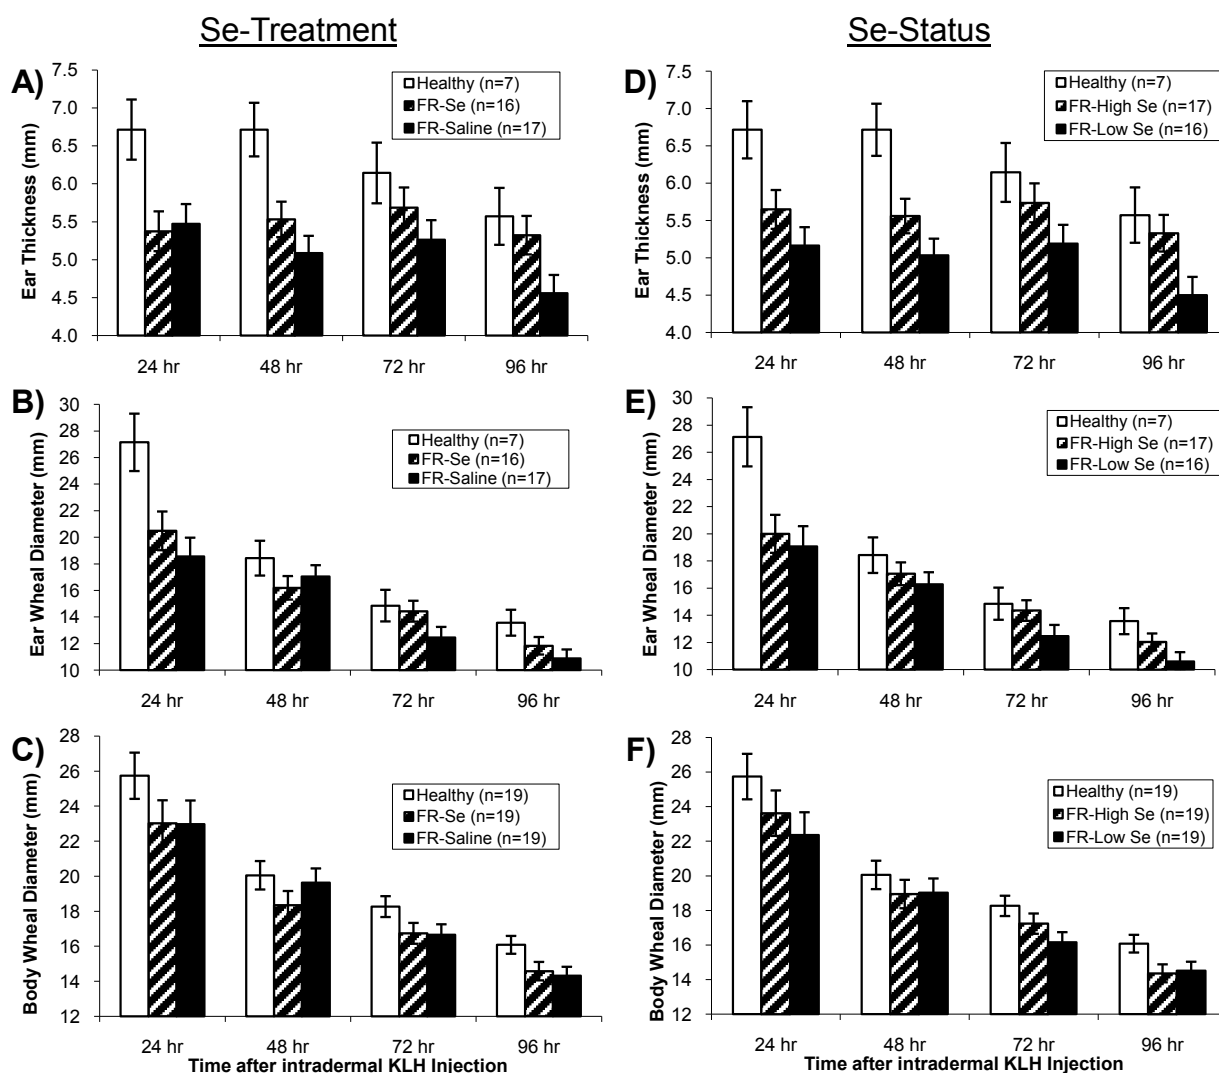 Se-Treatment
Se-Status
A)
Ear Thickness (mm)
7.5
7.0
6.5
6.0
5.5
5.0
4.5
4.0
Healthy (n=7)
FR-Se (n=16)
FR-Saline (n=17)
24 hr 48 hr 72 hr 96 hr
D)
Ear Thickness (mm)
7.5
7.0
6.5
6.0
5.5
5.0
4.5
4.0
Healthy (n=7)
FR-High Se (n=17)
FR-Low Se (n=16)
24 hr 48 hr 72 hr 96 hr
B)
Ear Wheal Diameter (mm)
30
28
26
24
22
20
18
16
14
12
10
Healthy (n=7)
FR-Se (n=16)
FR-Saline (n=17)
24 hr 48 hr 72 hr 96 hr
E)
Ear Wheal Diameter (mm)
30
28
26
24
22
20
18
16
14
12
10
Healthy (n=7)
FR-High Se (n=17)
FR-Low Se (n=16)
24 hr 48 hr 72 hr 96 hr
C)
Body Wheal Diameter (mm)
28
26
24
22
20
18
16
14
12
Healthy (n=19)
FR-Se (n=19)
FR-Saline (n=19)
24 hr 48 hr 72 hr 96 hr
Time after intradermal KLH Injection
F)
Body Wheal Diameter (mm)
28
26
24
22
20
18
16
14
12
Healthy (n=19)
FR-High Se (n=19)
FR-Low Se (n=19)
24 hr 48 hr 72 hr 96 hr
Time after intradermal KLH Injection